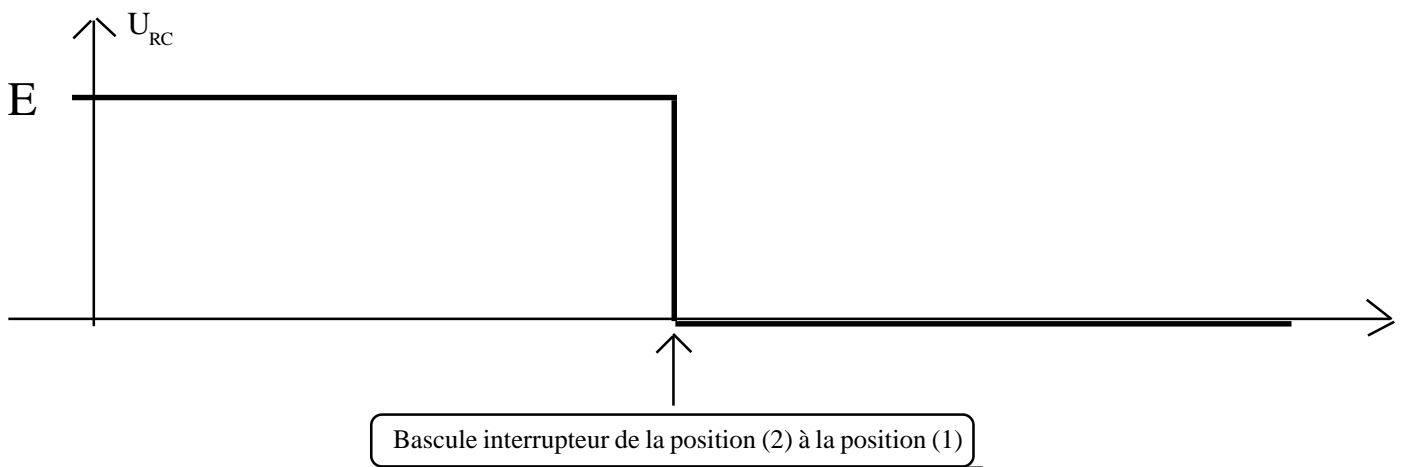 U_RC
E
Bascule interrupteur de la position (2) à la position (1)